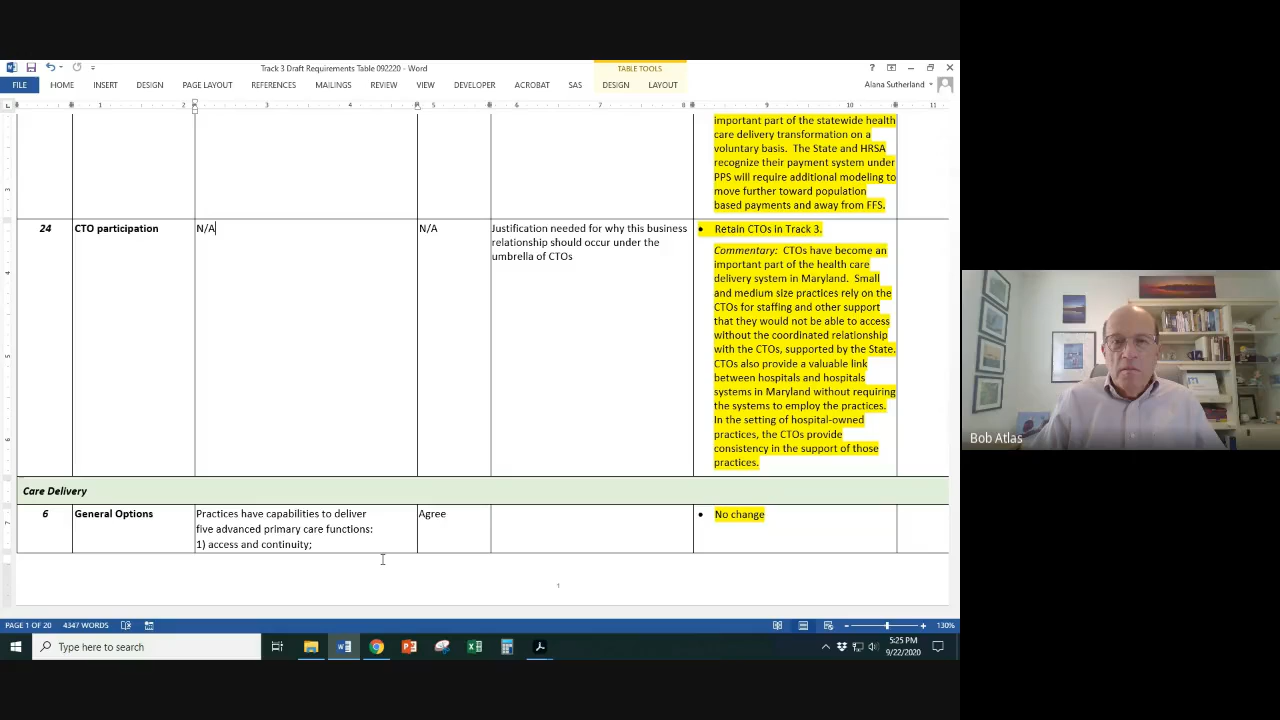 Track 3 Draft Requirements Table 092220 - Word
TABLE TOOLS
FILE HOME INSERT DESIGN PAGE LAYOUT REFERENCES MAILINGS REVIEW VIEW DEVELOPER ACROBAT SAS DESIGN LAYOUT
Alana Sutherland
important part of the statewide health
care delivery transformation on a
voluntary basis. The State and HRSA
recognize their payment system under
PPS will require additional modeling to
move further toward population
based payments and away from FFS.
24
CTO participation
N/A
N/A
Justification needed for why this business
relationship should occur under the
umbrella of CTOs
• Retain CTOs in Track 3.
Commentary: CTOs have become an
important part of the health care
delivery system in Maryland. Small
and medium size practices rely on the
CTOs for staffing and other support
that they would not be able to access
without the coordinated relationship
with the CTOs, supported by the State.
CTOs also provide a valuable link
between hospitals and hospitals
systems in Maryland without requiring
the systems to employ the practices.
In the setting of hospital-owned
practices, the CTOs provide
consistency in the support of those
practices.
Care Delivery
6
General Options
Practices have capabilities to deliver
five advanced primary care functions:
1) access and continuity;
Agree
• No change
1
PAGE 1 OF 20 4347 WORDS
130%
Type here to search
5:25 PM
9/22/2020
Bob Atlas